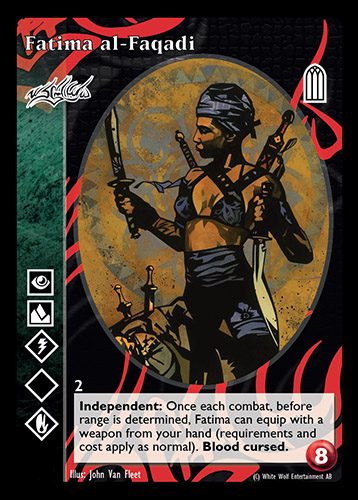 Fatima al-Faqadi
2
Independent: Once each combat, before
range is determined, Fatima can equip with a
weapon from your hand (requirements and
cost apply as normal). Blood cursed.
8
Illus: John Van Fleet
(C) White Wolf Entertainment AB